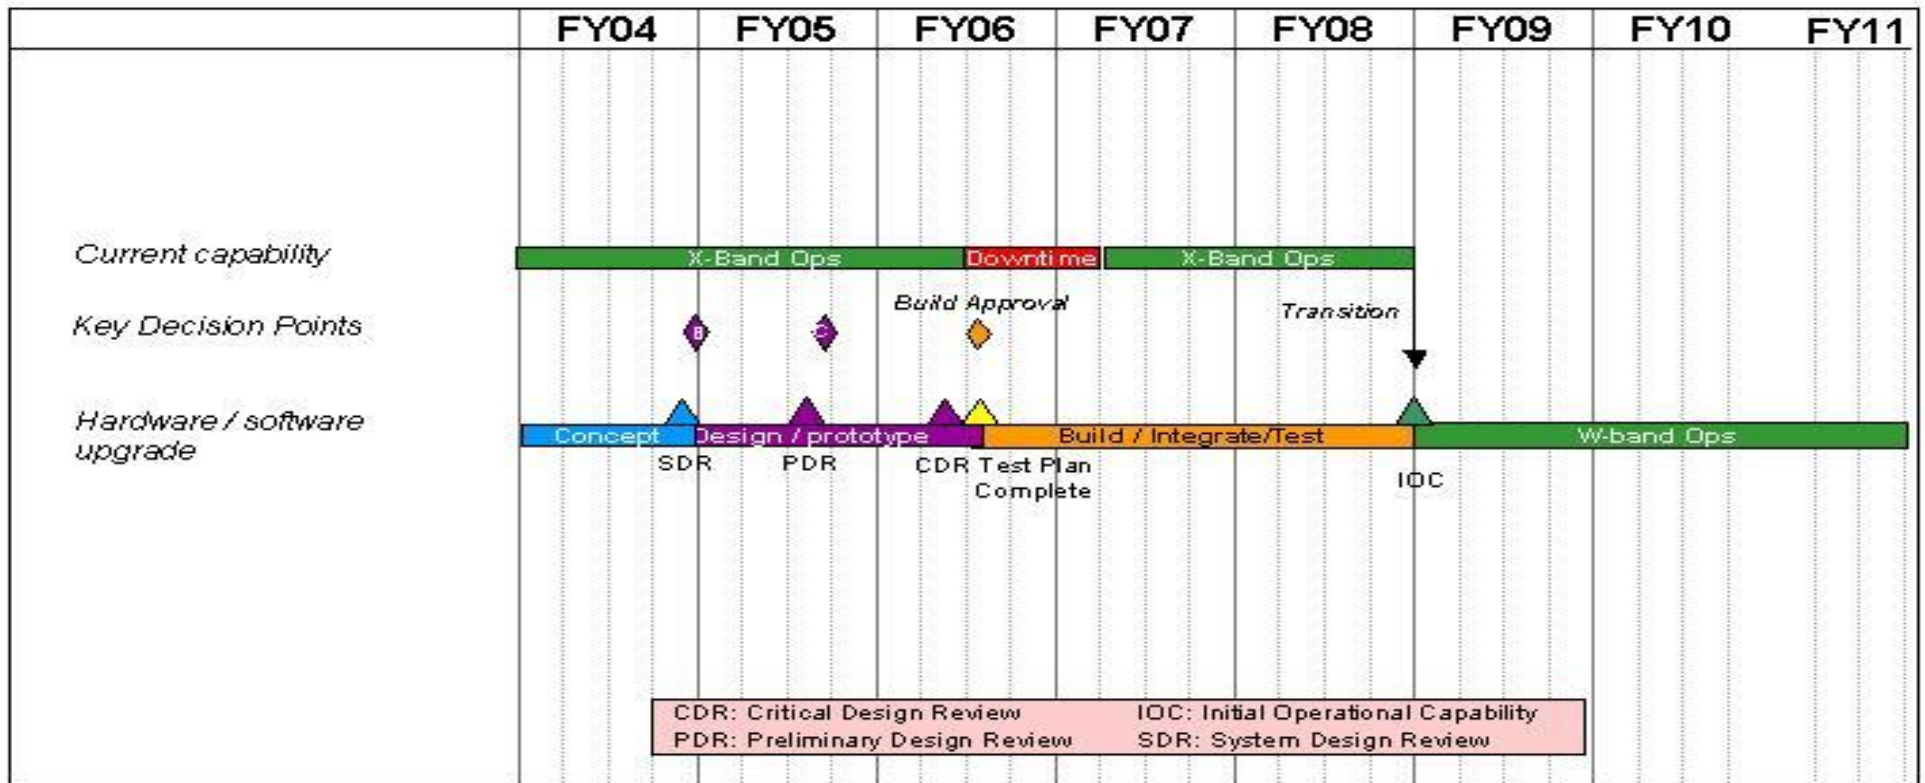 FY04 FY05 FY06 FY07 FY08 FY09 FY10 FY11
Current capability
X-Band Ops Downtime X-Band Ops
Build Approval
Transition
Key Decision Points
B C
Hardware / software
upgrade
Concept Design / prototype Build / Integrate/Test W-band Ops
SDR PDR CDR Test Plan
Complete
IOC
CDR: Critical Design Review IOC: Initial Operational Capability
PDR: Preliminary Design Review SDR: System Design Review